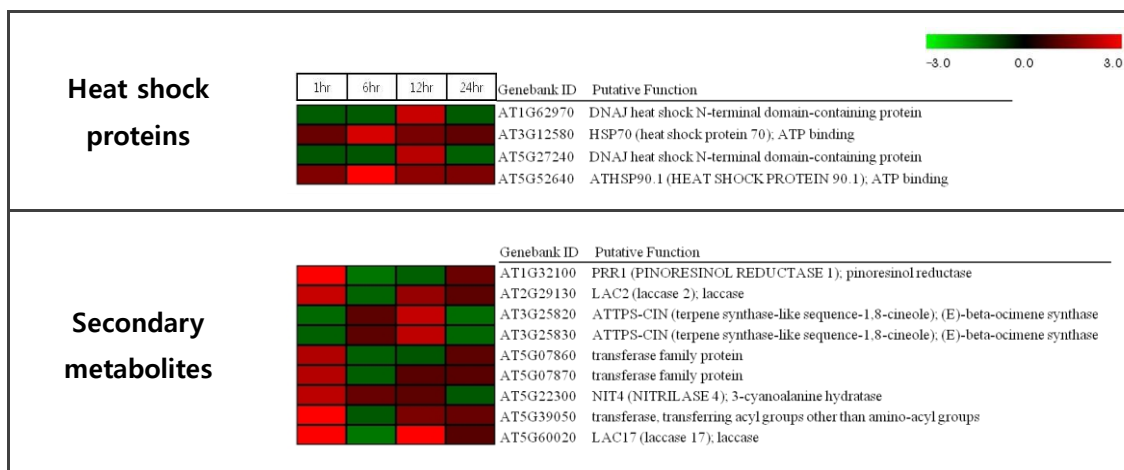 -3.0 0.0 3.0
Heat shock
proteins
1hr 6hr 12hr 24hr Genebank ID Putative Function
AT1G62970 DNAJ heat shock N-terminal domain-containing protein
AT3G12580 HSP70 (heat shock protein 70); ATP binding
AT5G27240 DNAJ heat shock N-terminal domain-containing protein
AT5G52640 ATHSP90.1 (HEAT SHOCK PROTEIN 90.1); ATP binding
Secondary
metabolites
Genebank ID Putative Function
AT1G32100 PRR1 (PINORESINOL REDUCTASE 1); pinoresinol reductase
AT2G29130 LAC2 (laccase 2); laccase
AT3G25820 ATTPS-CIN (terpene synthase-like sequence-1,8-cineole); (E)-beta-ocimene synthase
AT3G25830 ATTPS-CIN (terpene synthase-like sequence-1,8-cineole); (E)-beta-ocimene synthase
AT5G07860 transferase family protein
AT5G07870 transferase family protein
AT5G22300 NIT4 (NITRILASE 4); 3-cyanoalanine hydratase
AT5G39050 transferase, transferring acyl groups other than amino-acyl groups
AT5G60020 LAC17 (laccase 17); laccase